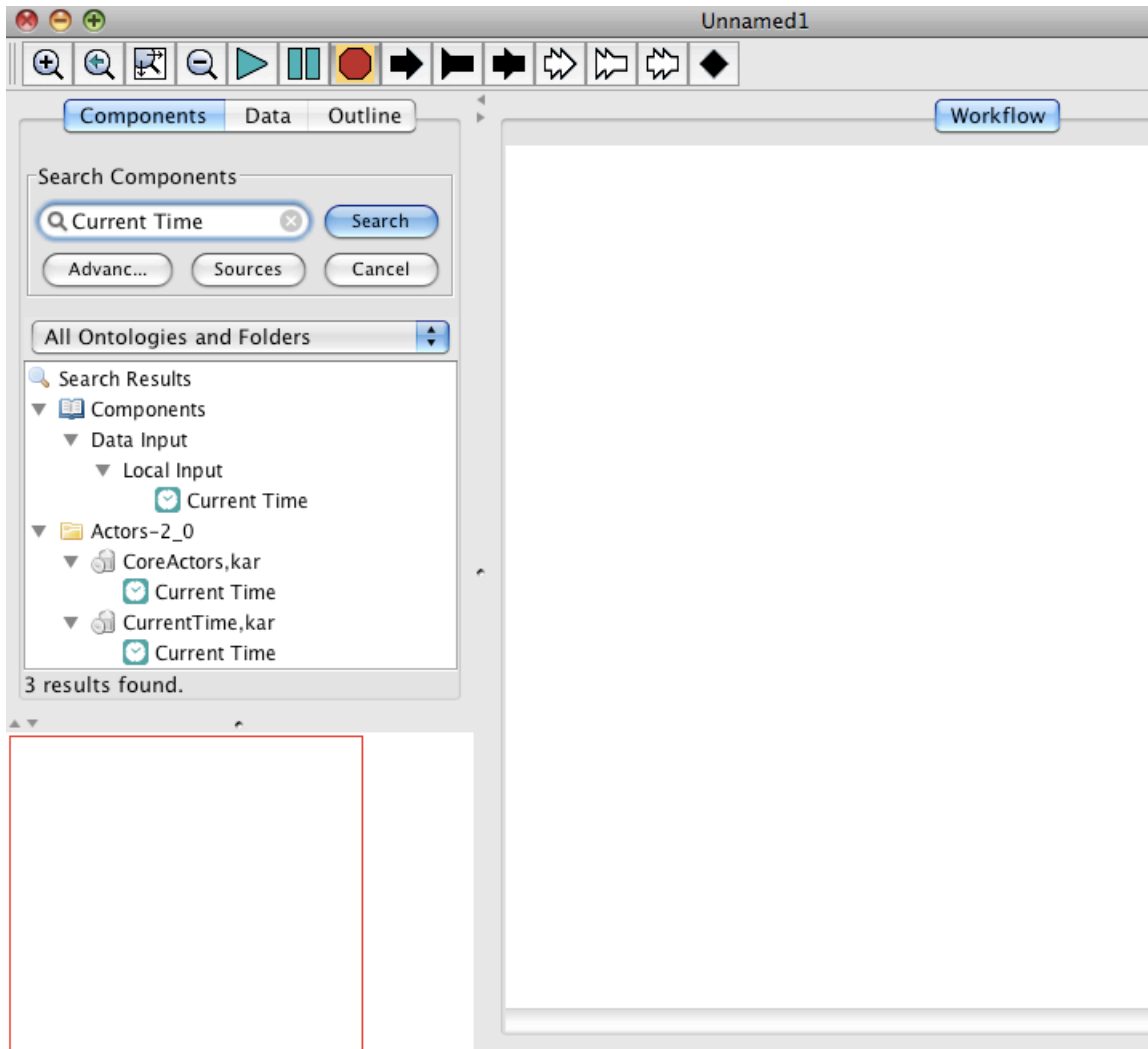 Unnamed1
Components Data Outline
Workflow
Search Components
Current Time Search
Advanc... Sources Cancel
All Ontologies and Folders
Search Results
Components
Data Input
Local Input
Current Time
Actors-2_0
CoreActors,kar
Current Time
CurrentTime,kar
Current Time
3 results found.